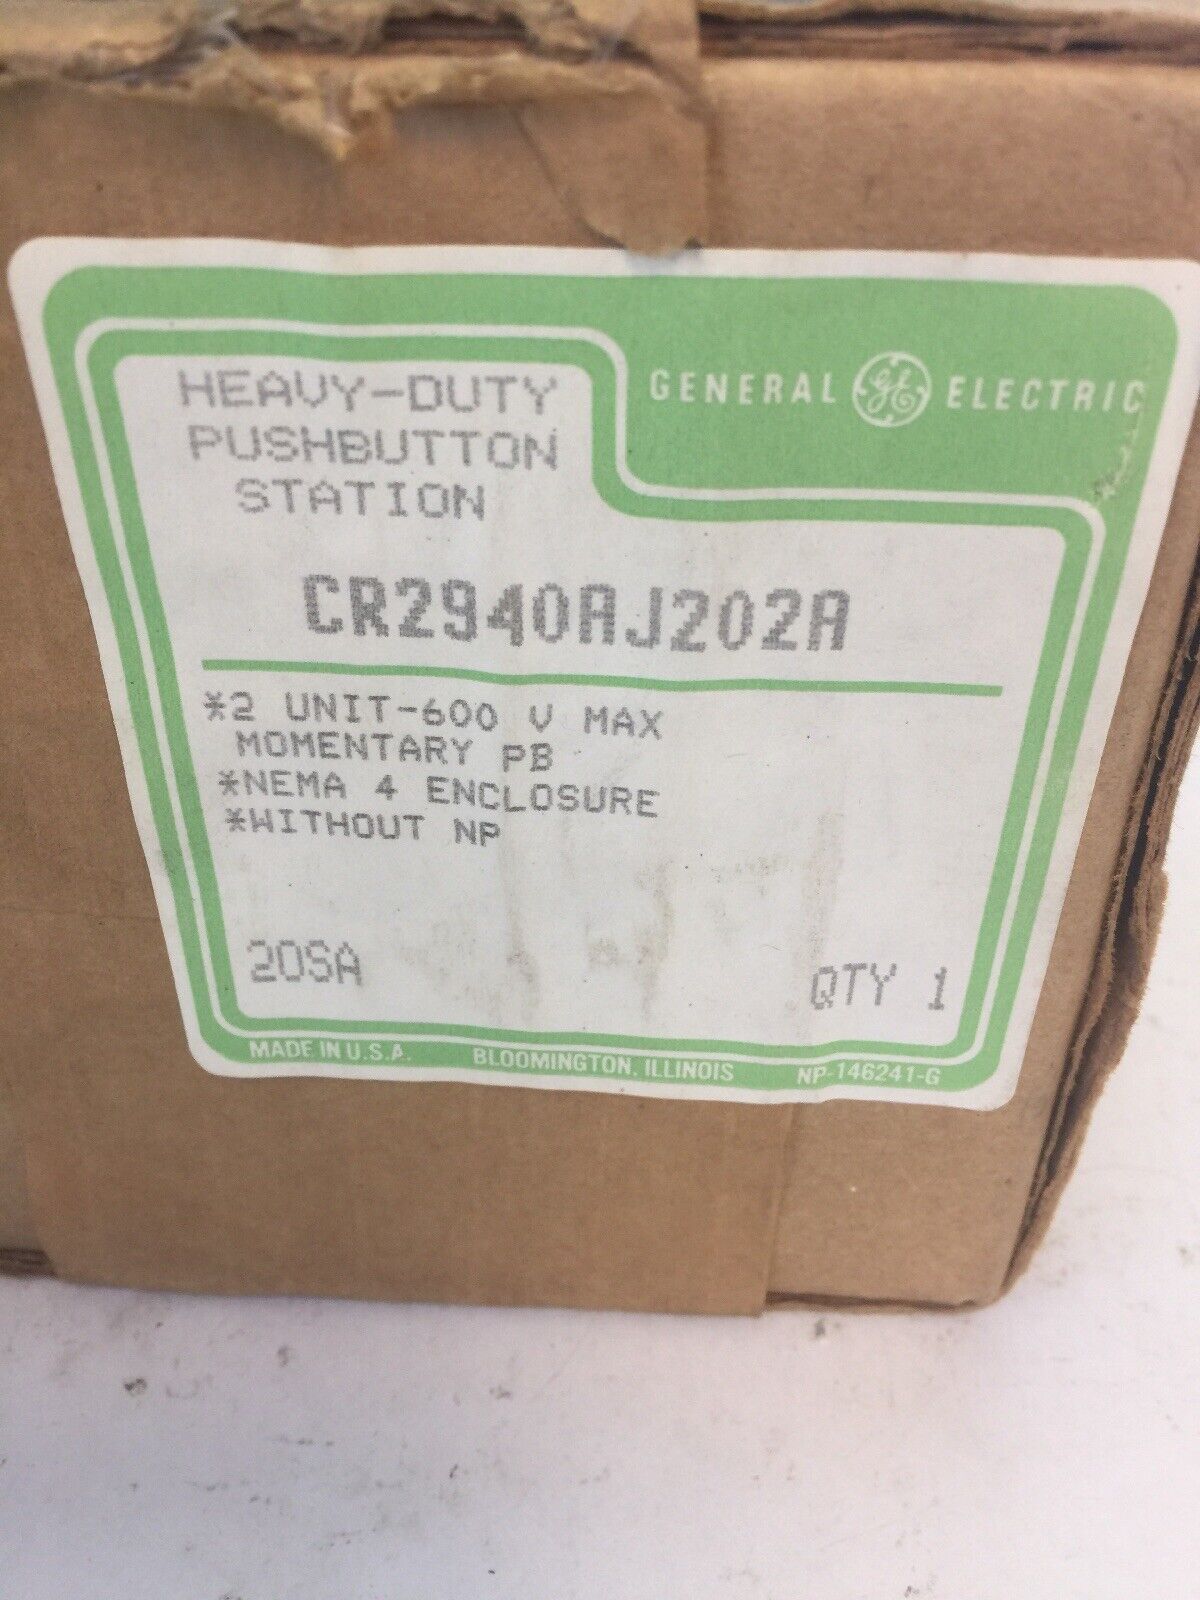 HEAVY-DUTY
PUSHBUTTON
STATION
GENERAL GE ELECTRIC
CR2940AJ202A
*2 UNIT-600 V MAX
MOMENTARY PB
*NEMA 4 ENCLOSURE
*WITHOUT NP
20SA
QTY 1
MADE IN U.S.A. BLOOMINGTON, ILLINOIS NP-146241-G